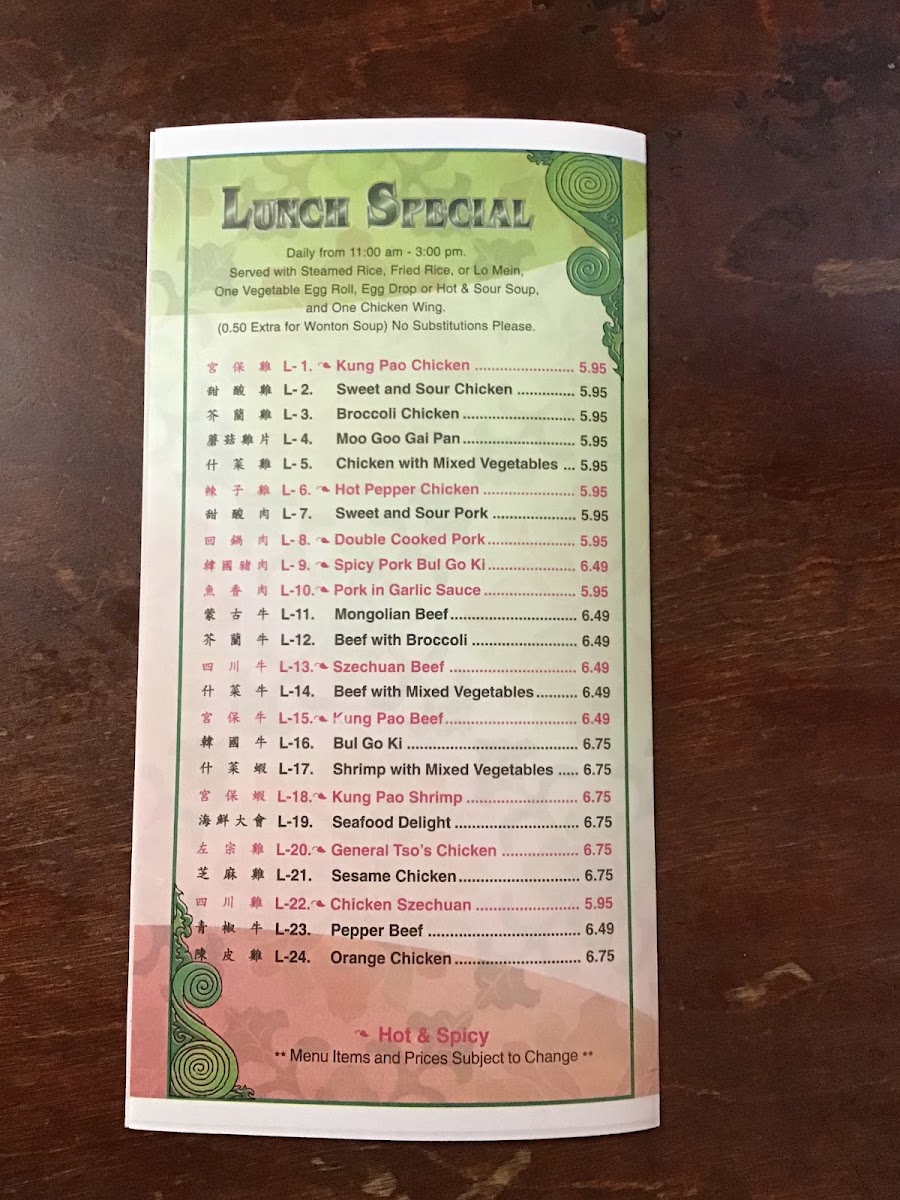 LUNCH SPECIAL
Daily from 11:00 am - 3:00 pm.
Served with Steamed Rice, Fried Rice, or Lo Mein,
One Vegetable Egg Roll, Egg Drop or Hot & Sour Soup,
and One Chicken Wing.
(0.50 Extra for Wonton Soup) No Substitutions Please.
宮保雞 L- 1. Kung Pao Chicken ........................ 5.95
甜酸雞 L- 2. Sweet and Sour Chicken .............. 5.95
芥蘭雞 L- 3. Broccoli Chicken ........................... 5.95
蘑菇雞片 L- 4. Moo Goo Gai Pan ........................... 5.95
什菜雞 L- 5. Chicken with Mixed Vegetables ... 5.95
辣子雞 L- 6. Hot Pepper Chicken ...................... 5.95
甜酸肉 L- 7. Sweet and Sour Pork .................... 5.95
回鍋肉 L- 8. Double Cooked Pork ..................... 5.95
韓國豬肉 L- 9. Spicy Pork Bul Go Ki ..................... 6.49
魚香肉 L-10. Pork in Garlic Sauce ...................... 5.95
蒙古牛 L-11. Mongolian Beef .............................. 6.49
芥蘭牛 L-12. Beef with Broccoli .......................... 6.49
四川牛 L-13. Szechuan Beef .............................. 6.49
什菜牛 L-14. Beef with Mixed Vegetables .......... 6.49
宮保牛 L-15. Kung Pao Beef ............................... 6.49
韓國牛 L-16. Bul Go Ki ......................................... 6.75
什菜蝦 L-17. Shrimp with Mixed Vegetables ..... 6.75
宮保蝦 L-18. Kung Pao Shrimp .......................... 6.75
海鮮大會 L-19. Seafood Delight ............................. 6.75
左宗雞 L-20. General Tso's Chicken .................. 6.75
芝麻雞 L-21. Sesame Chicken ............................. 6.75
四川雞 L-22. Chicken Szechuan ......................... 5.95
青椒牛 L-23. Pepper Beef .................................... 6.49
陳皮雞 L-24. Orange Chicken .............................. 6.75
Hot & Spicy
** Menu Items and Prices Subject to Change **